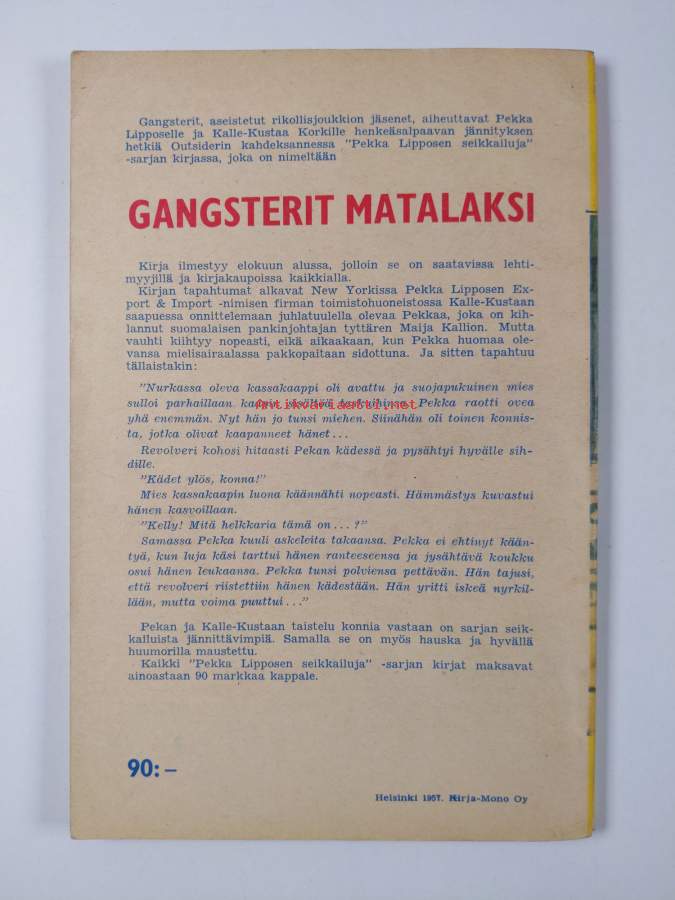 Gangsterit, aseistetut rikollisjoukkion jäsenet, aiheuttavat Pekka
Lipposelle ja Kalle-Kustaa Korkille henkeäsalpaavan jännityksen
hetkiä Outsiderin kahdeksannessa "Pekka Lipposen seikkailuja"
-sarjan kirjassa, joka on nimeltään
GANGSTERIT MATALAKSI
Kirja ilmestyy elokuun alussa, jolloin se on saatavissa lehti-
myyjillä ja kirjakaupoissa kaikkialla.
Kirjan tapahtumat alkavat New Yorkissa Pekka Lipposen Ex-
port & Import -nimisen firman toimistohuoneistossa Kalle-Kustaan
saapuessa onnittelemaan juhlatuulella olevaa Pekkaa, joka on kih-
lannut suomalaisen pankinjohtajan tyttären Maija Kallion. Mutta
vauhti kiihtyy nopeasti, eikä aikaakaan, kun Pekka huomaa ole-
vansa mielisairaalassa pakkopaitaan sidottuna. Ja sitten tapahtuu
tällaistakin:
"Nurkassa oleva kassakaappi oli avattu ja suojapukuinen mies
sulloi parhaillaan kaapin sisältöä taskuihinsa. Pekka raotti ovea
Antikvariaatti.net
yhä enemmän. Nyt hän jo tunsi miehen. Siinähän oli toinen konnis-
ta, jotka olivat kaapanneet hänet...
Revolveri kohosi hitaasti Pekan kädessä ja pysähtyi hyvälle sih-
dille.
"Kädet ylös, konna!"
Mies kassakaapin luona käännähti nopeasti. Hämmästys kuvastui
hänen kasvoillaan.
"Kelly! Mitä helkkaria tämä on...?"
Samassa Pekka kuuli askeleita takaansa. Pekka ei ehtinyt kään-
tyä, kun luja käsi tarttui hänen ranteeseensa ja jysähtävä koukku
osui hänen leukaansa. Pekka tunsi polviensa pettävän. Hän tajusi,
että revolveri riistettiin hänen kädestään. Hän yritti iskeä nyrkil-
lään, mutta voima puuttui..."
Pekan ja Kalle-Kustaan taistelu konnia vastaan on sarjan seik-
kailuista jännittävimpiä. Samalla se on myös hauska ja hyvällä
huumorilla maustettu.
Kaikki "Pekka Lipposen seikkailuja" -sarjan kirjat maksavat
ainoastaan 90 markkaa kappale.
90:–
Helsinki 1957. Kirja-Mono Oy